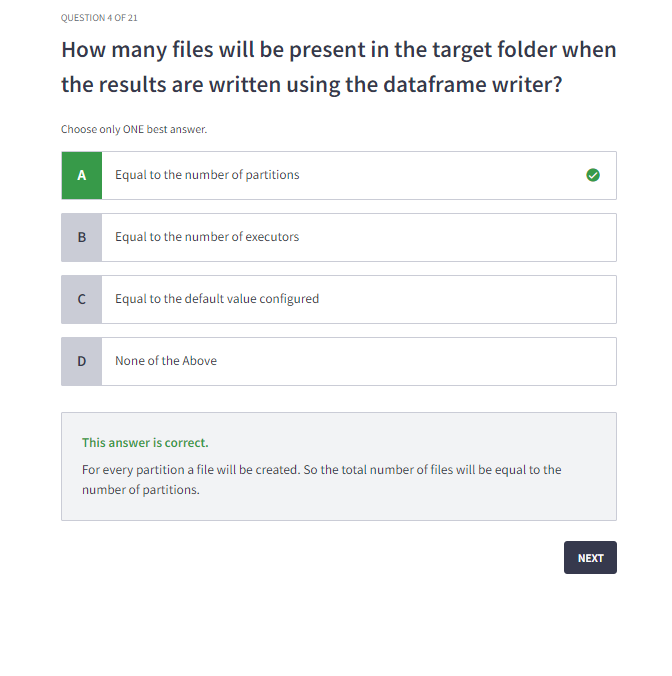 QUESTION 4 OF 21
How many files will be present in the target folder when
the results are written using the dataframe writer?
Choose only ONE best answer.
A Equal to the number of partitions
B Equal to the number of executors
C Equal to the default value configured
D None of the Above
This answer is correct.
For every partition a file will be created. So the total number of files will be equal to the
number of partitions.
NEXT